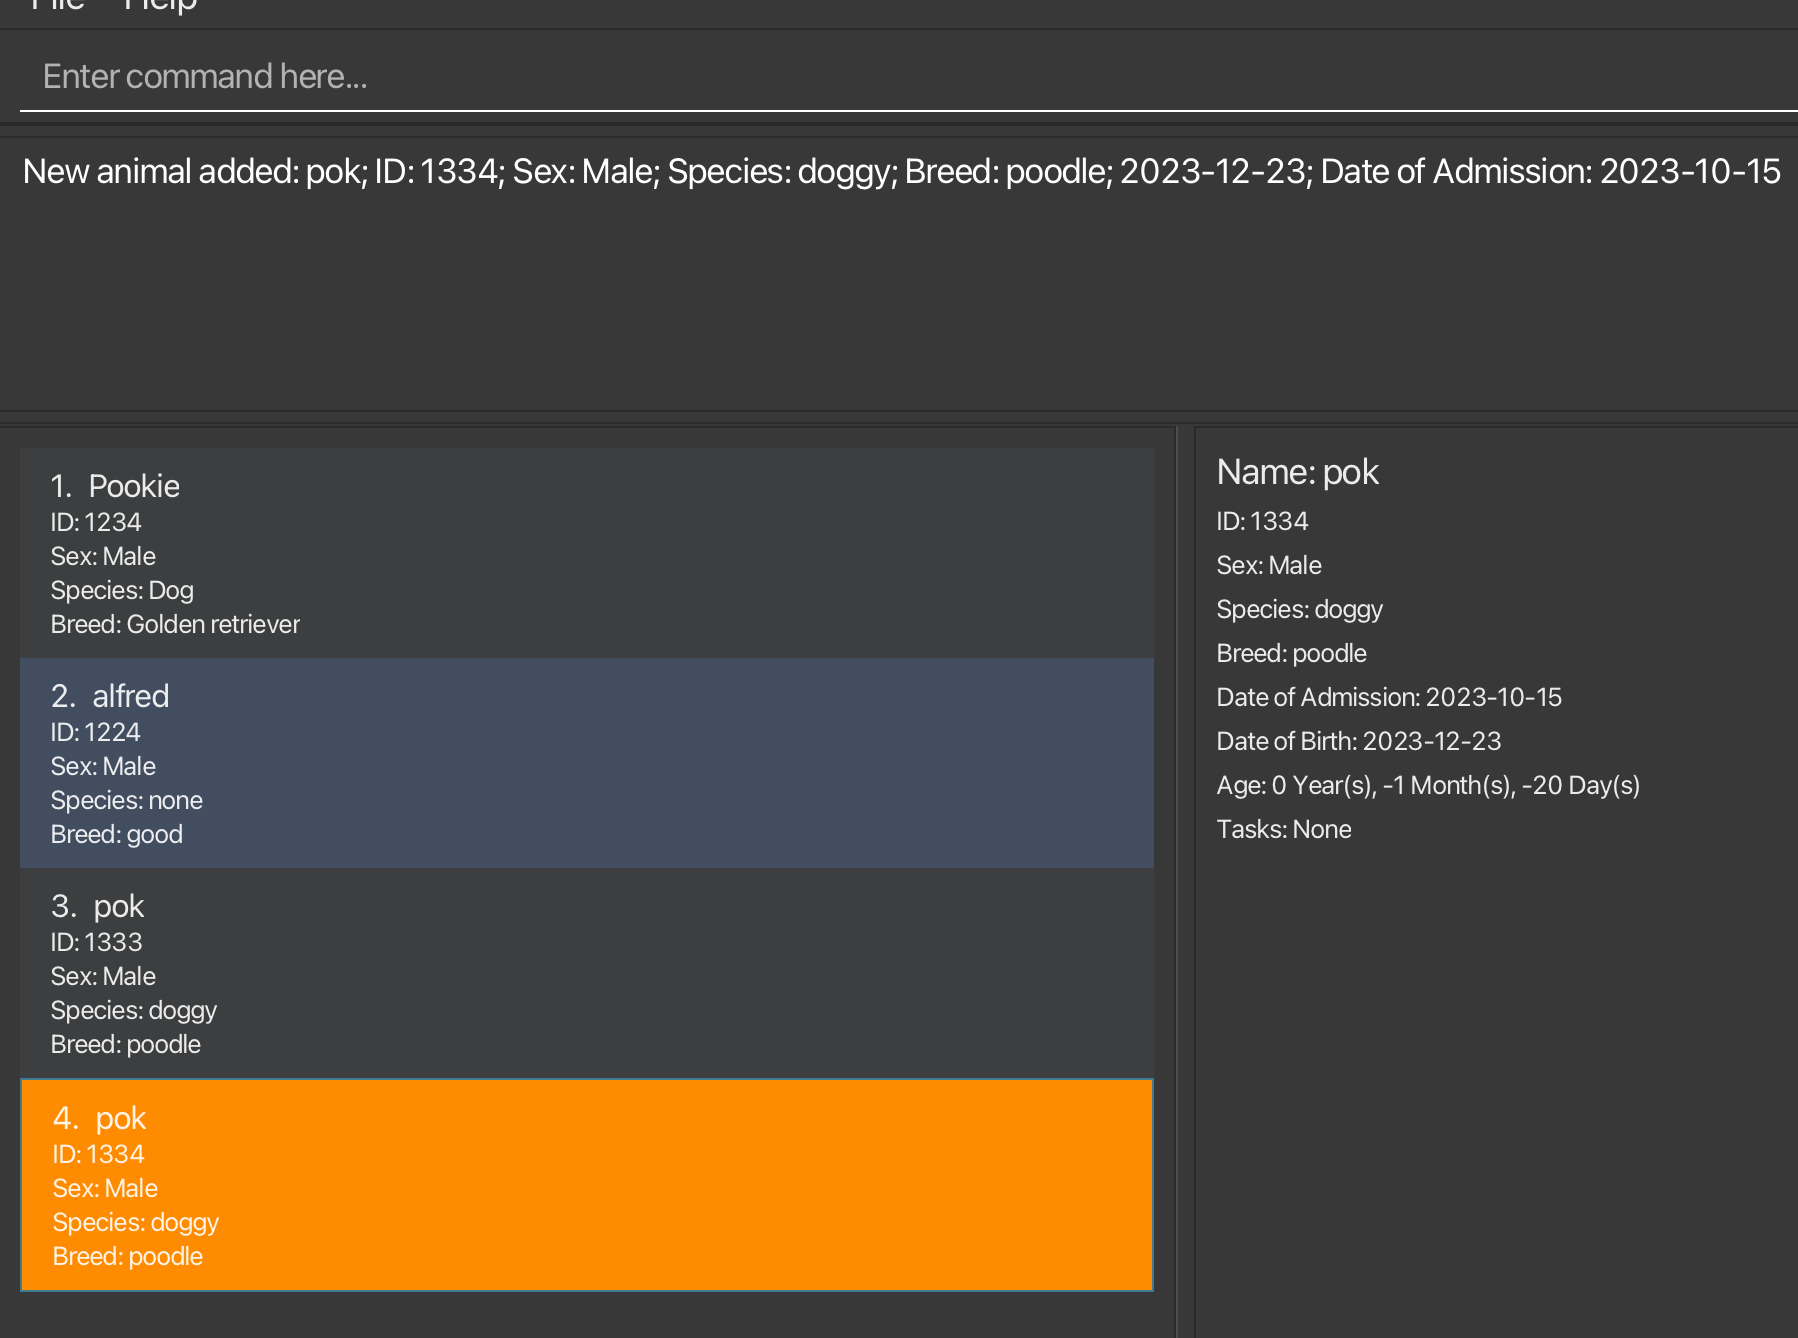 File Help
Enter command here...
New animal added: pok; ID: 1334; Sex: Male; Species: doggy; Breed: poodle; 2023-12-23; Date of Admission: 2023-10-15
1. Pookie
ID: 1234
Sex: Male
Species: Dog
Breed: Golden retriever
2. alfred
ID: 1224
Sex: Male
Species: none
Breed: good
3. pok
ID: 1333
Sex: Male
Species: doggy
Breed: poodle
4. pok
ID: 1334
Sex: Male
Species: doggy
Breed: poodle
Name: pok
ID: 1334
Sex: Male
Species: doggy
Breed: poodle
Date of Admission: 2023-10-15
Date of Birth: 2023-12-23
Age: 0 Year(s), -1 Month(s), -20 Day(s)
Tasks: None